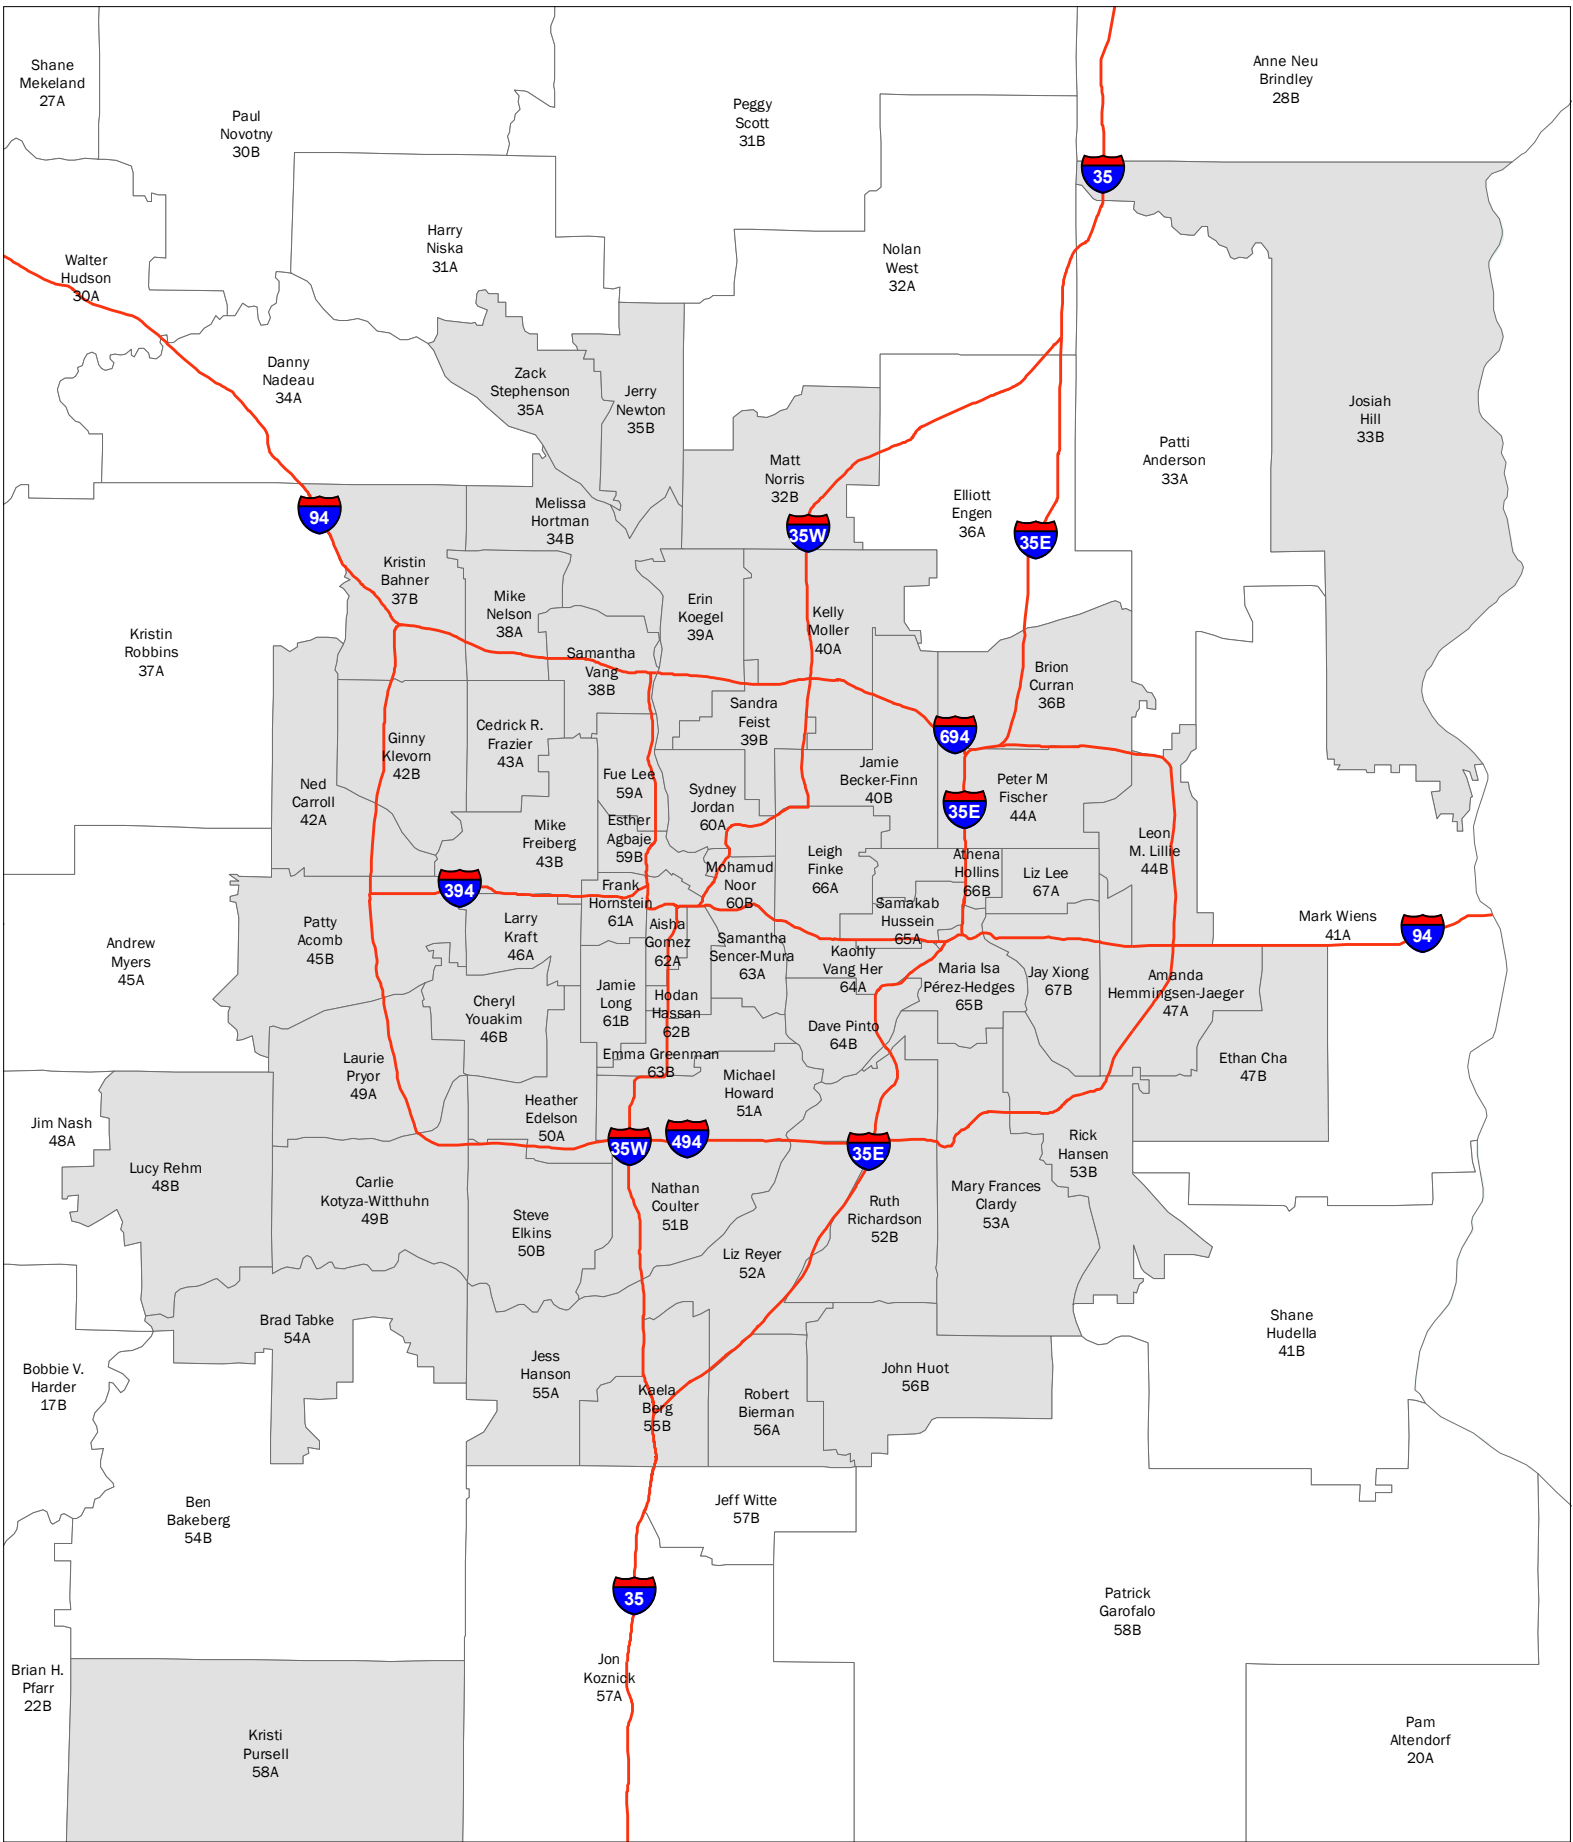 Shane
Mekeland
27A
Paul
Novotny
30B
Peggy
Scott
31B
Anne Neu
Brindley
28B
35
Walter
Hudson
30A
Harry
Niska
31A
Nolan
West
32A
Danny
Nadeau
34A
Zack
Stephenson
35A
Jerry
Newton
35B
Josiah
Hill
33B
Patti
Anderson
33A
Matt
Norris
32B
Elliott
Engen
36A
94
Melissa
Hortman
34B
35W
35E
Kristin
Bahner
37B
Mike
Nelson
38A
Erin
Koegel
39A
Kelly
Moller
40A
Kristin
Robbins
37A
Samantha
Vang
38B
Brion
Curran
36B
Sandra
Feist
39B
694
Ginny
Klevorn
42B
Cedrick R.
Frazier
43A
Fue Lee
59A
Jamie
Becker-Finn
40B
Peter M
Fischer
44A
Ned
Carroll
42A
Sydney
Jordan
60A
35E
Mike
Freiberg
43B
Esther
Agbaje
59B
Leon
M. Lillie
44B
Leigh
Finke
66A
Athena
Hollins
66B
Liz Lee
67A
394
Mohamud
Noor
60B
Frank
Hornstein
61A
Samakab
Hussein
65A
Patty
Acomb
45B
Larry
Kraft
46A
Aisha
Gomez
62A
Samantha
Sencer-Mura
63A
Mark Wiens
41A
94
Andrew
Myers
45A
Kaohly
Vang Her
64A
Maria Isa
Pérez-Hedges
65B
Jay Xiong
67B
Amanda
Hemmingsen-Jaeger
47A
Cheryl
Youakim
46B
Jamie
Long
61B
Hodan
Hassan
62B
Dave Pinto
64B
Laurie
Pryor
49A
Emma Greenman
63B
Ethan Cha
47B
Michael
Howard
51A
Jim Nash
48A
Heather
Edelson
50A
35W
494
35E
Rick
Hansen
53B
Lucy Rehm
48B
Carlie
Kotyza-Witthuhn
49B
Nathan
Coulter
51B
Ruth
Richardson
52B
Mary Frances
Clardy
53A
Steve
Elkins
50B
Liz Reyer
52A
Brad Tabke
54A
Shane
Hudella
41B
Bobbie V.
Harder
17B
Jess
Hanson
55A
Kaela
Berg
55B
Robert
Bierman
56A
John Huot
56B
Ben
Bakeberg
54B
Jeff Witte
57B
35
Patrick
Garofalo
58B
Brian H.
Pfarr
22B
Jon
Koznick
57A
Kristi
Pursell
58A
Pam
Altendorf
20A